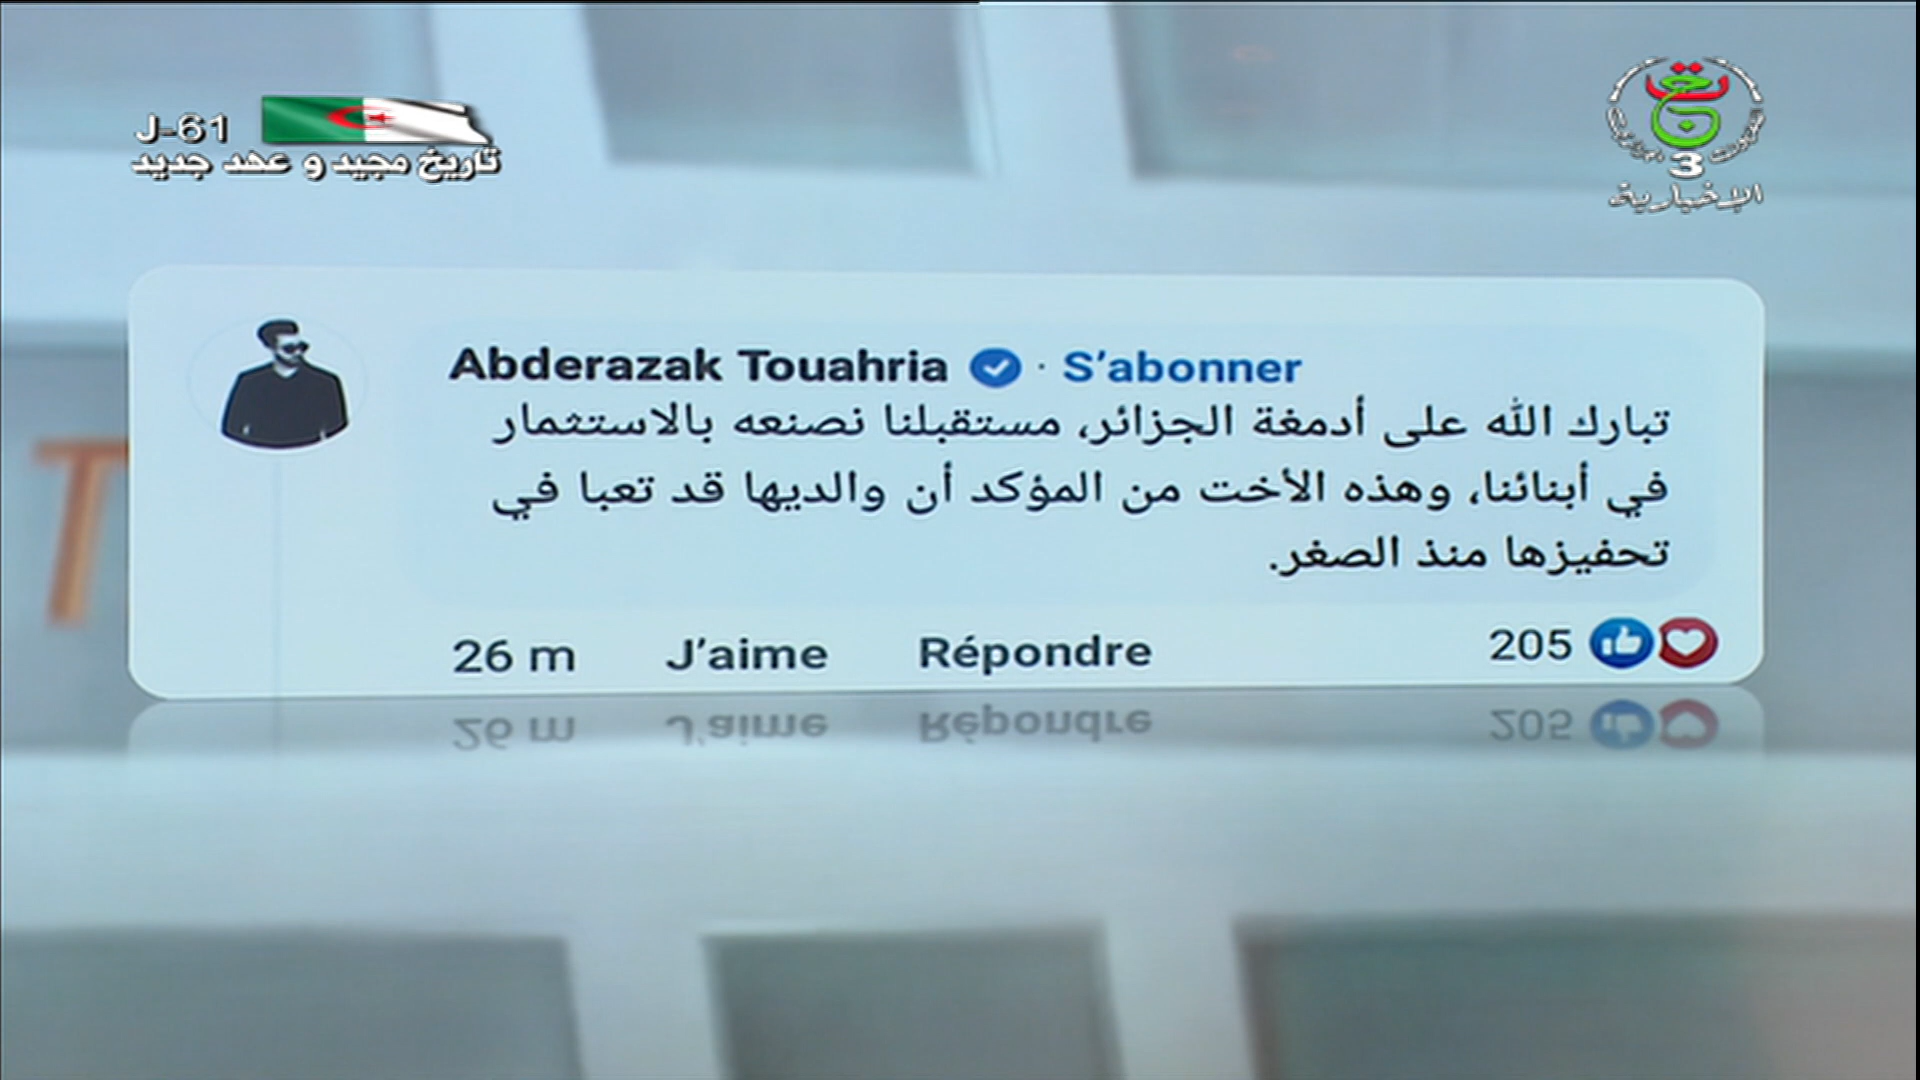 J-61
تاريخ مجيد و عهد جديد
3
الإخبارية
Abderazak Touahria · S'abonner
تبارك الله على أدمغة الجزائر، مستقبلنا نصنعه بالاستثمار
في أبنائنا، وهذه الأخت من المؤكد أن والديها قد تعبا في
تحفيزها منذ الصغر.
26 m J'aime Répondre 205
T